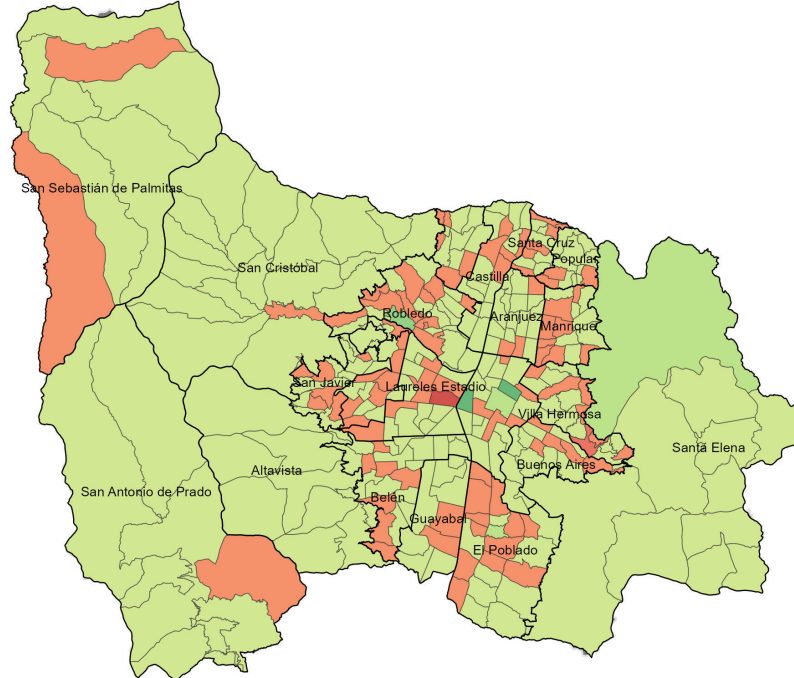 San Sebastián de Palmitas
San Cristóbal
Santa Cruz
Popular
Castilla
Robledo
Aranjuez
Manrique
San Javier
Laureles Estadio
Villa Hermosa
Santa Elena
Buenos Aires
Altavista
San Antonio de Prado
Belén
Guayabal
El Poblado